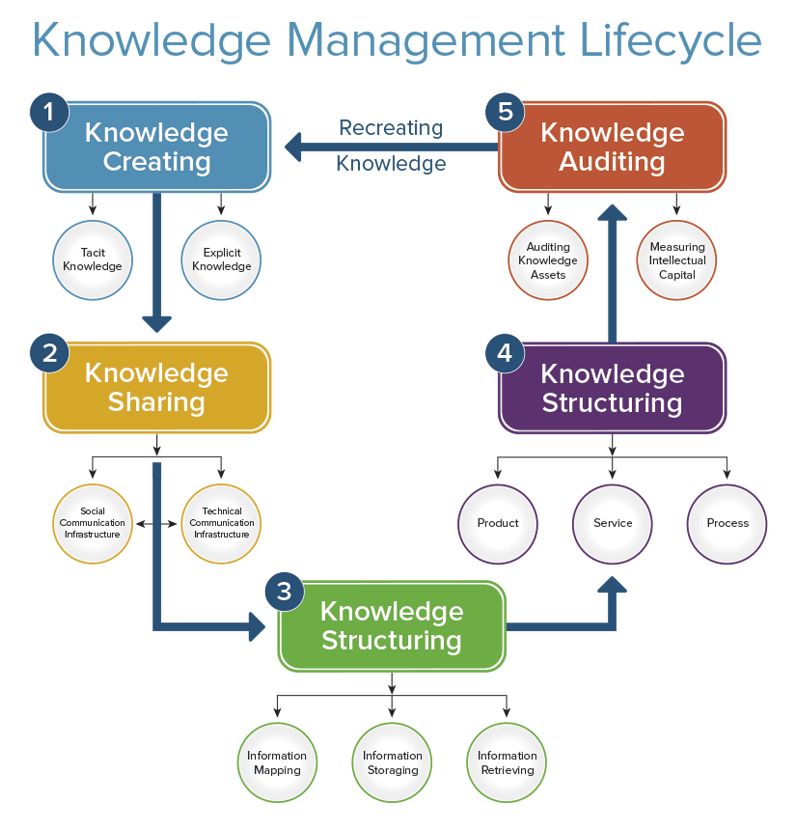 Knowledge Management Lifecycle
1
Knowledge
Creating
Tacit
Knowledge
Explicit
Knowledge
Recreating
Knowledge
5
Knowledge
Auditing
Auditing
Knowledge
Assets
Measuring
Intellectual
Capital
2
Knowledge
Sharing
Social
Communication
Infrastructure
Technical
Communication
Infrastructure
4
Knowledge
Structuring
Product
Service
Process
3
Knowledge
Structuring
Information
Mapping
Information
Storaging
Information
Retrieving